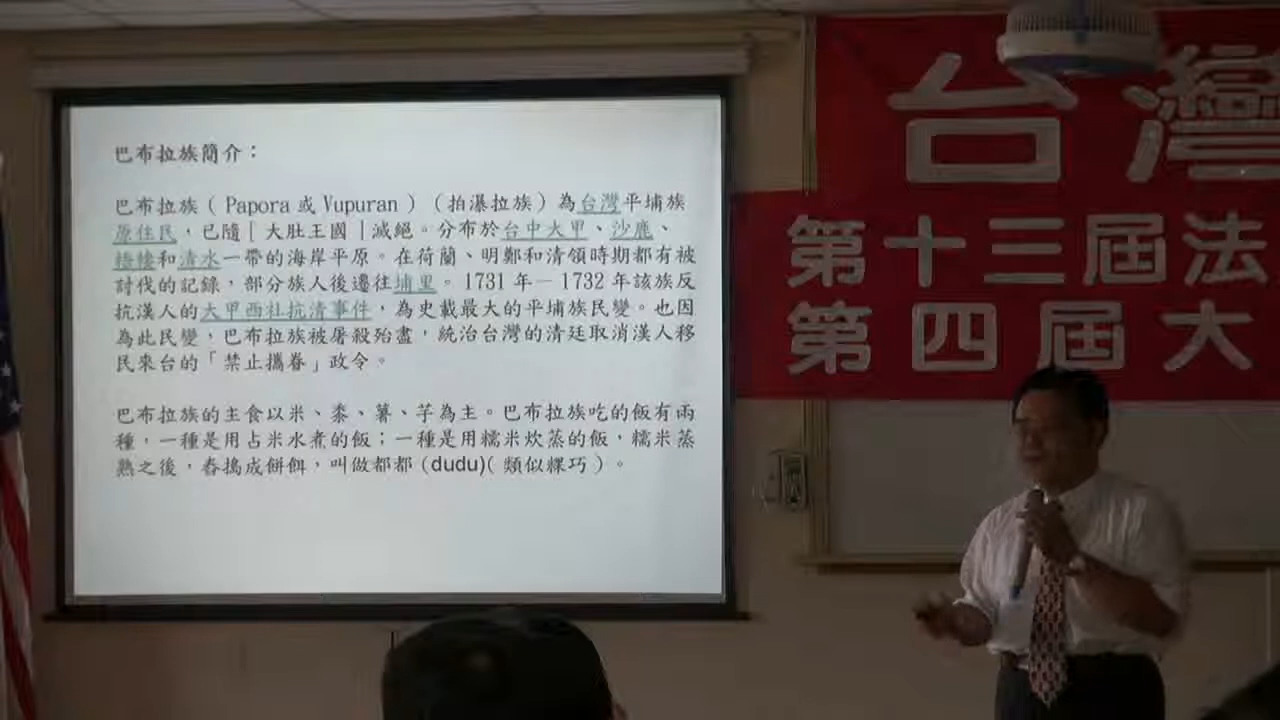 巴布拉族簡介：
巴布拉族（Papora 或 Vupuran）（拍瀑拉族）為台灣平埔族
原住民，已隨「大肚王國」滅絕。分布於台中大甲、沙鹿、
梧棲和清水一帶的海岸平原。在荷蘭、明鄭和清領時期都有被
討伐的記錄，部分族人後遷往埔里。1731 年－1732 年該族反
抗漢人的大甲西社抗清事件，為史載最大的平埔族民變。也因
為此民變，巴布拉族被屠殺殆盡，統治台灣的清廷取消漢人移
民來台的「禁止攜眷」政令。
巴布拉族的主食以米、黍、薯、芋為主。巴布拉族吃的飯有兩
種，一種是用占米水煮的飯；一種是用糯米炊蒸的飯，糯米蒸
熟之後，舂搗成餅餌，叫做都都（dudu)( 類似粿巧）。
台灣
第十三屆法
第四屆大